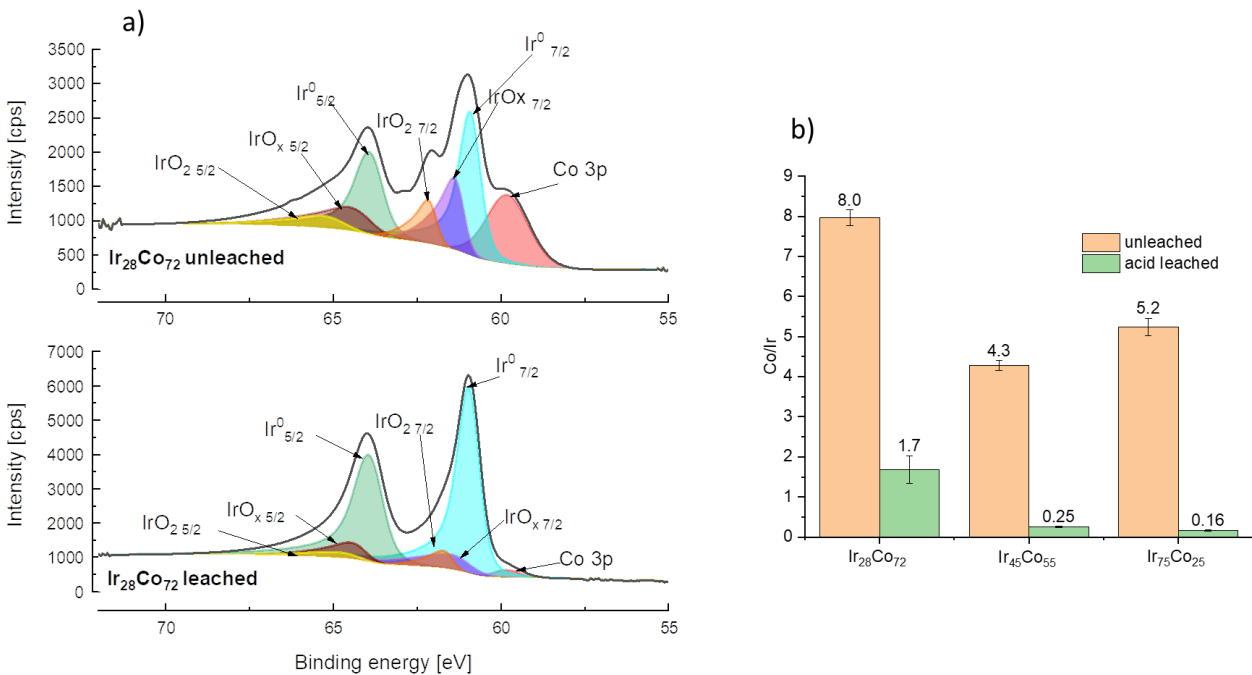 a)
Intensity [cps]
3500
3000
2500
2000
1500
1000
500
0
Ir⁰ 7/2
IrOx 7/2
Ir⁰ 5/2
IrO₂ 7/2
IrOₓ 5/2
IrO₂ 5/2
Co 3p
Ir₂₈Co₇₂ unleached
70
65
60
55
Intensity [cps]
7000
6000
5000
4000
3000
2000
1000
0
Ir⁰ 7/2
IrO₂ 7/2
Ir⁰ 5/2
IrOₓ 5/2
IrOₓ 7/2
IrO₂ 5/2
Co 3p
Ir₂₈Co₇₂ leached
70
65
60
55
Binding energy [eV]
b)
Co/Ir
9
8
7
6
5
4
3
2
1
0
unleached
acid leached
8.0
1.7
4.3
0.25
5.2
0.16
Ir₂₈Co₇₂
Ir₄₅Co₅₅
Ir₇₅Co₂₅